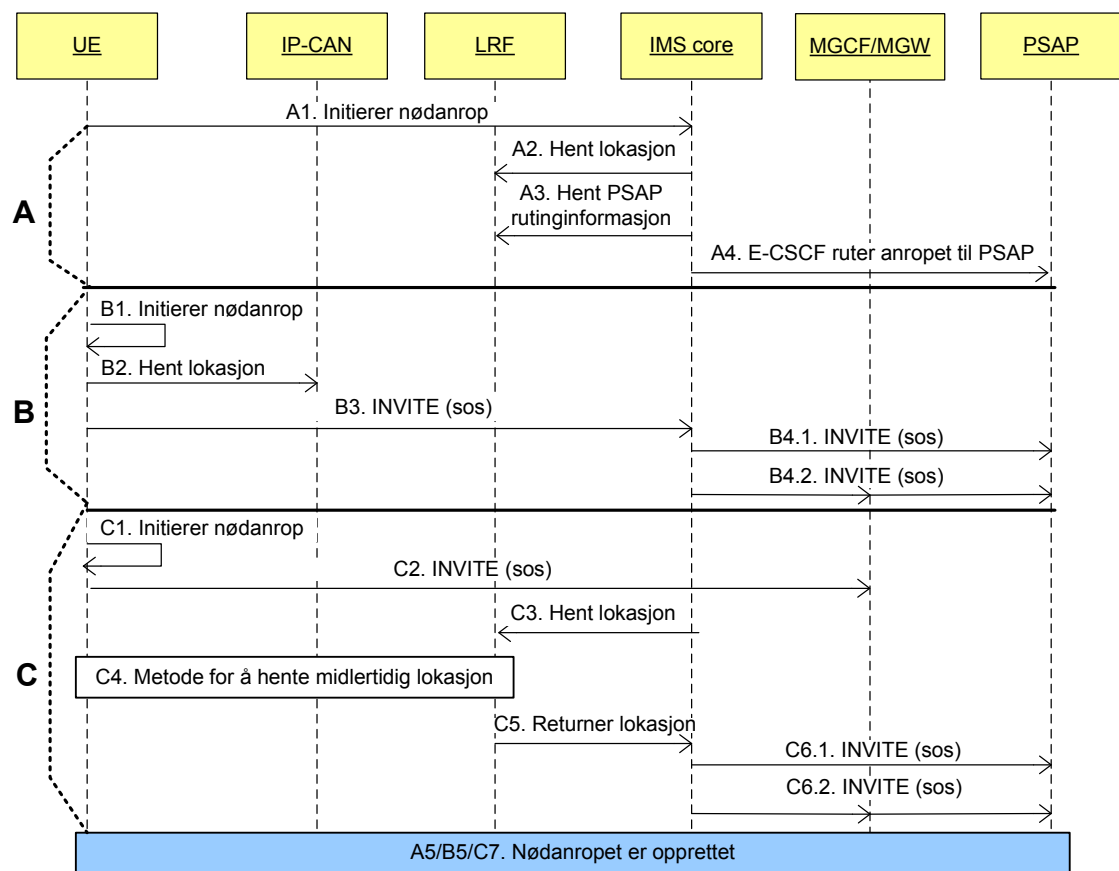 UE
IP-CAN
LRF
IMS core
MGCF/MGW
PSAP
A1. Initierer nødanrop
A2. Hent lokasjon
A3. Hent PSAP
rutinginformasjon
A
A4. E-CSCF ruter anropet til PSAP
B1. Initierer nødanrop
B2. Hent lokasjon
B
B3. INVITE (sos)
B4.1. INVITE (sos)
B4.2. INVITE (sos)
C1. Initierer nødanrop
C2. INVITE (sos)
C3. Hent lokasjon
C
C4. Metode for å hente midlertidig lokasjon
C5. Returner lokasjon
C6.1. INVITE (sos)
C6.2. INVITE (sos)
A5/B5/C7. Nødanropet er opprettet